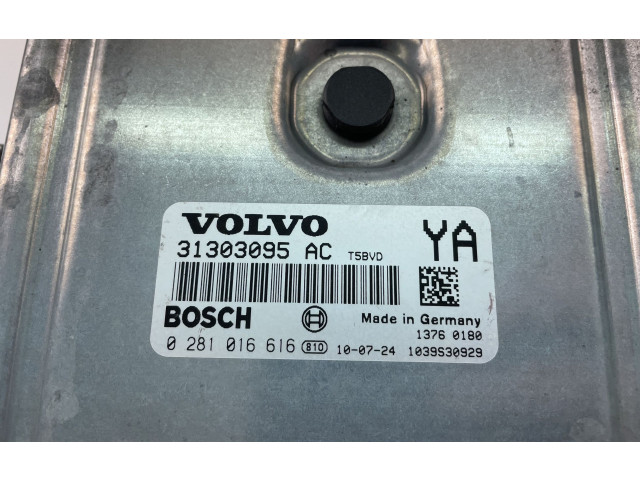 VOLVO
31303095 AC T5BVD
YA
BOSCH
Made in Germany
1376 0180
0 281 016 616 810 10-07-24 1039S30929